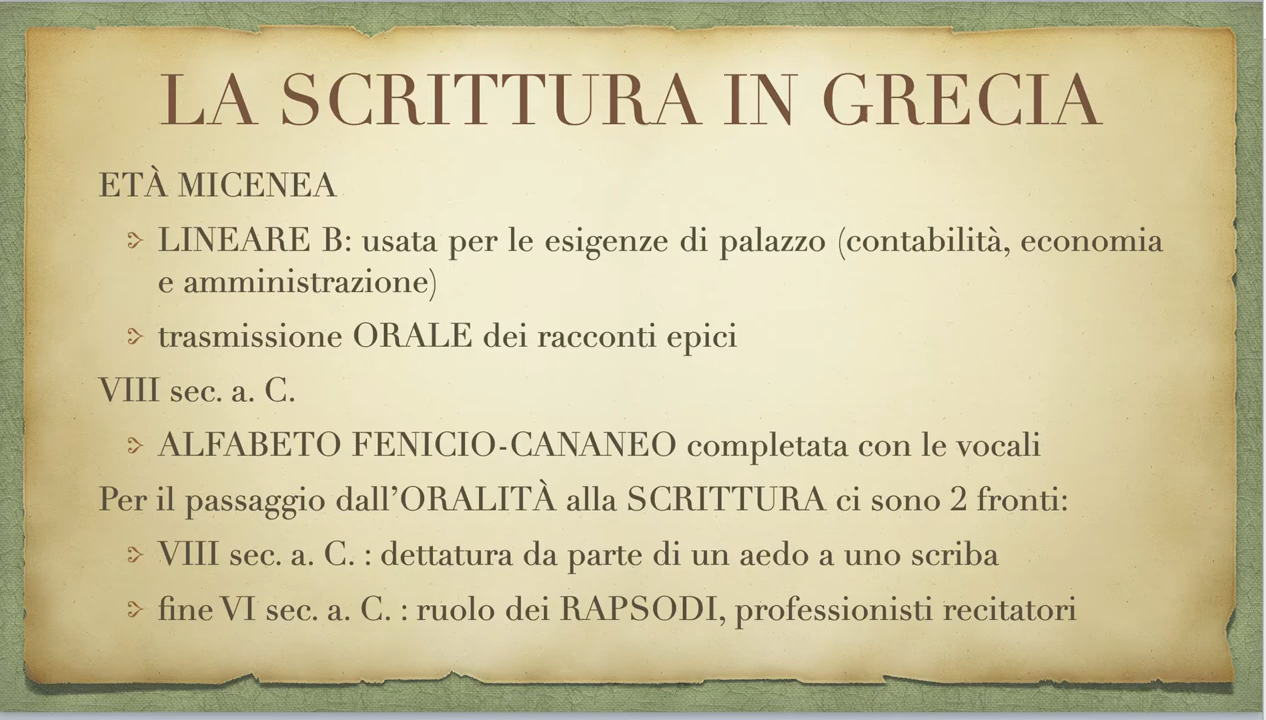 LA SCRITTURA IN GRECIA
ETÀ MICENEA
LINEARE B: usata per le esigenze di palazzo (contabilità, economia
e amministrazione)
trasmissione ORALE dei racconti epici
VIII sec. a. C.
ALFABETO FENICIO-CANANEO completata con le vocali
Per il passaggio dall’ORALITÀ alla SCRITTURA ci sono 2 fronti:
VIII sec. a. C. : dettatura da parte di un aedo a uno scriba
fine VI sec. a. C. : ruolo dei RAPSODI, professionisti recitatori